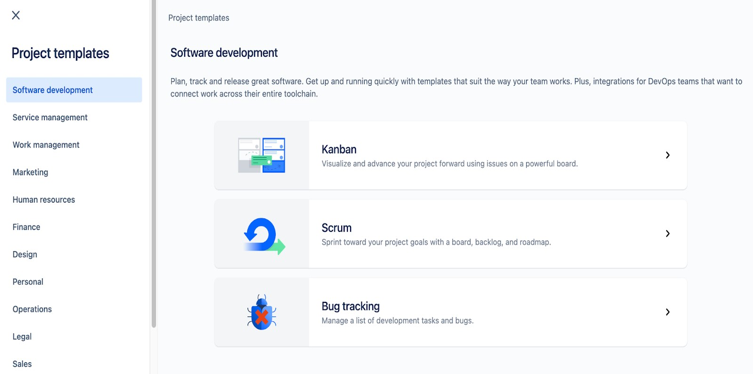 Project templates
Software development
Service management
Work management
Marketing
Human resources
Finance
Design
Personal
Operations
Legal
Sales
Project templates
Software development
Plan, track and release great software. Get up and running quickly with templates that suit the way your team works. Plus, integrations for DevOps teams that want to
connect work across their entire toolchain.
Kanban
Visualize and advance your project forward using issues on a powerful board.
Scrum
Sprint toward your project goals with a board, backlog, and roadmap.
Bug tracking
Manage a list of development tasks and bugs.